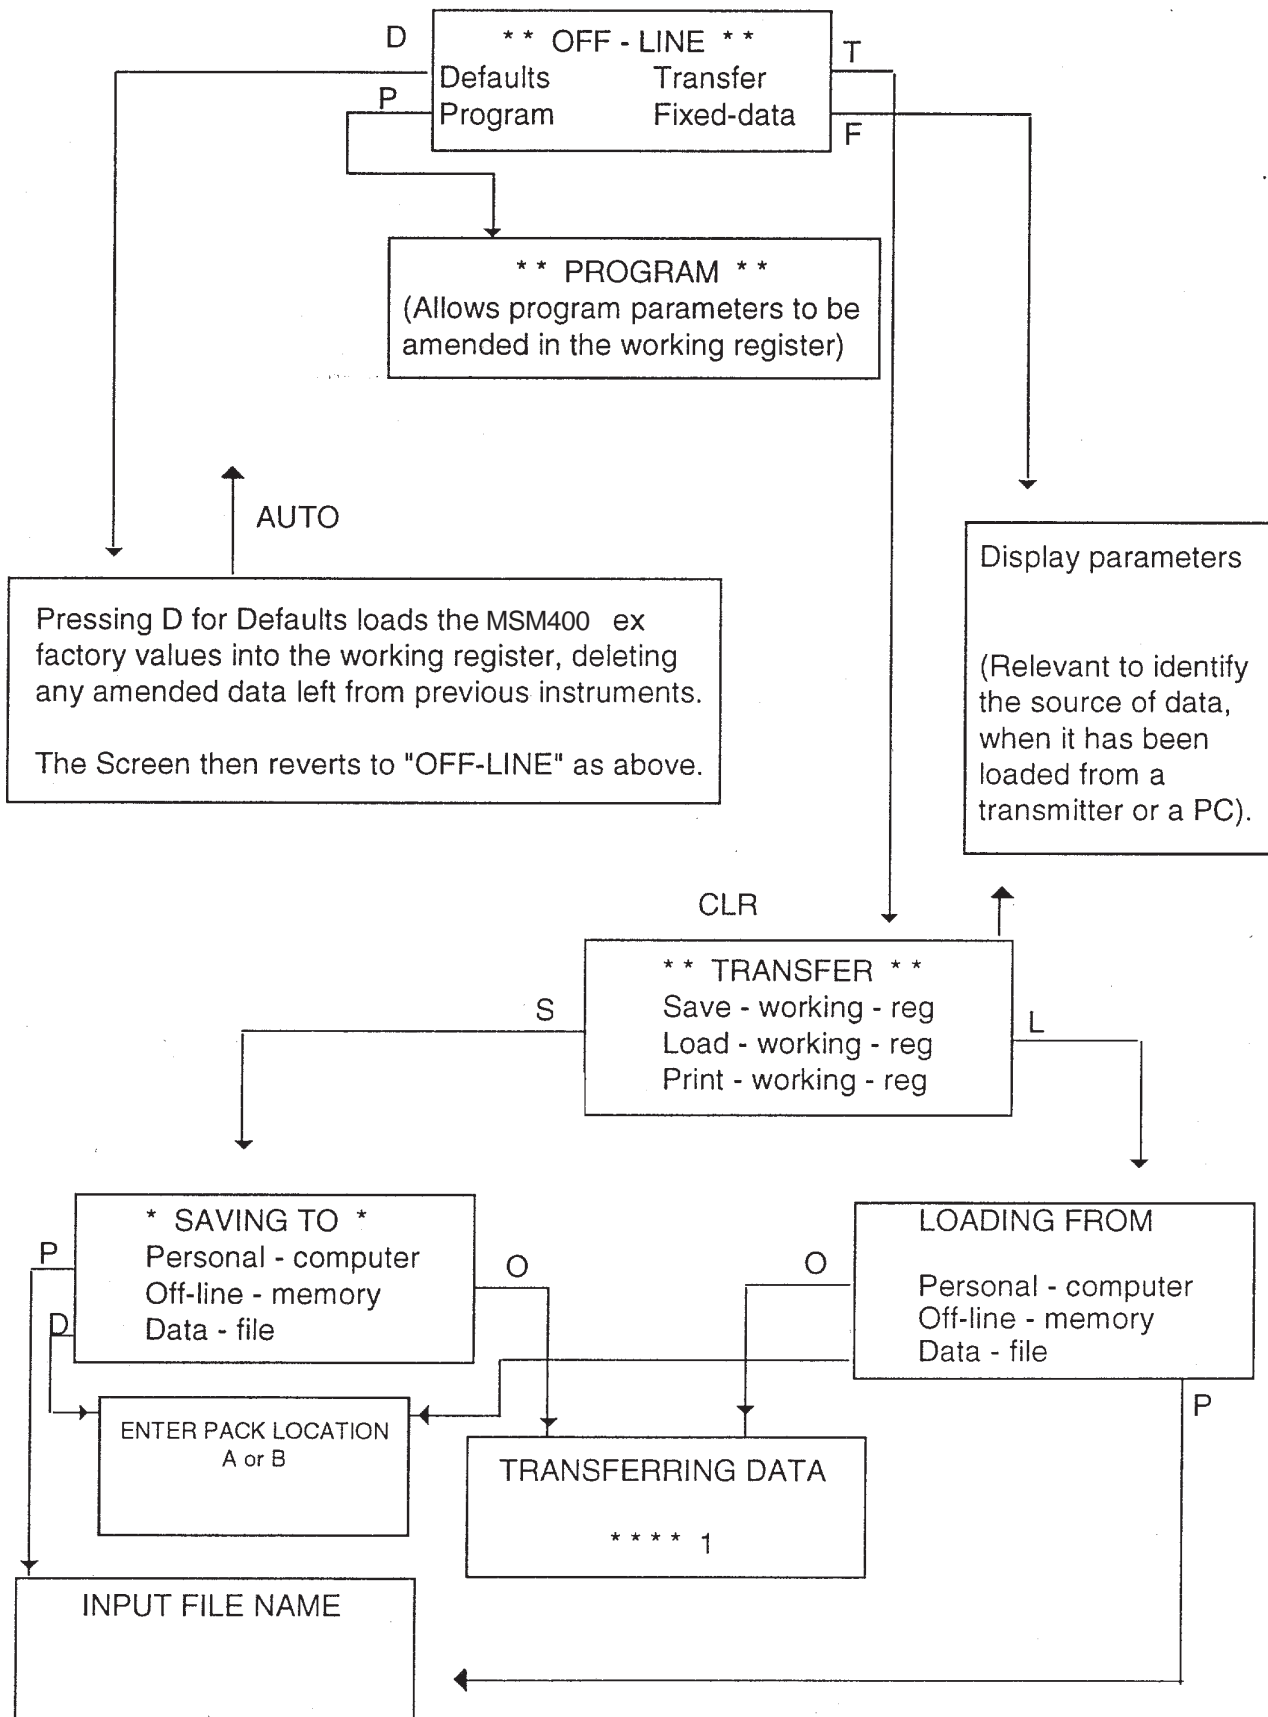 D
* * OFF - LINE * *
T
Defaults Transfer
P
Program Fixed-data
F
* * PROGRAM * *
(Allows program parameters to be
amended in the working register)
AUTO
Pressing D for Defaults loads the MSM400 ex
factory values into the working register, deleting
any amended data left from previous instruments.
The Screen then reverts to "OFF-LINE" as above.
Display parameters
(Relevant to identify
the source of data,
when it has been
loaded from a
transmitter or a PC).
CLR
* * TRANSFER * *
S
Save - working - reg
L
Load - working - reg
Print - working - reg
* SAVING TO *
P
Personal - computer
O
Off-line - memory
D
Data - file
LOADING FROM
O
Personal - computer
Off-line - memory
Data - file
P
ENTER PACK LOCATION
A or B
TRANSFERRING DATA
* * * * 1
INPUT FILE NAME